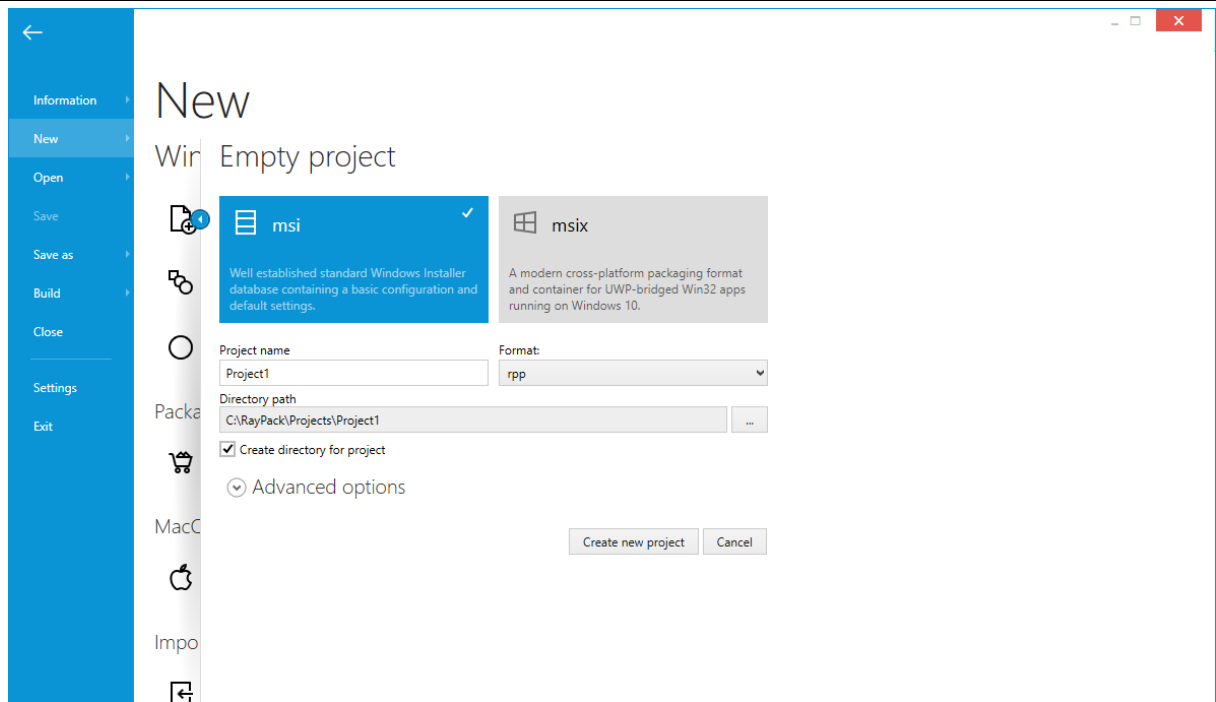 Information
New
Open
Save
Save as
Build
Close
Settings
Exit
New
Empty project
msi
Well established standard Windows Installer
database containing a basic configuration and
default settings.
msix
A modern cross-platform packaging format
and container for UWP-bridged Win32 apps
running on Windows 10.
Project name
Format:
Project1
rpp
Directory path
C:\RayPack\Projects\Project1
...
Create directory for project
Advanced options
Create new project
Cancel